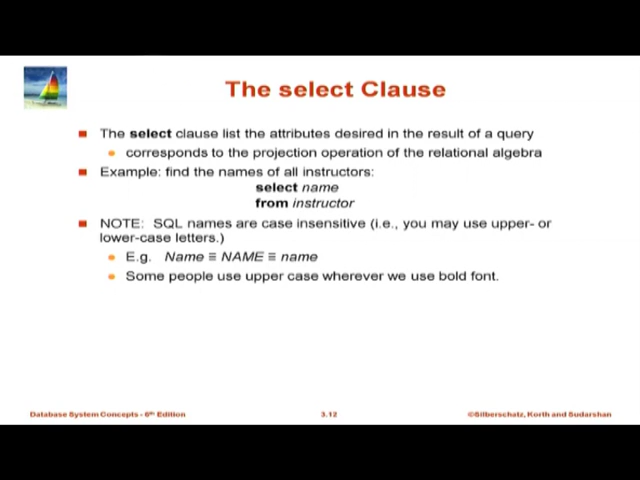 The select Clause
The select clause list the attributes desired in the result of a query
corresponds to the projection operation of the relational algebra
Example: find the names of all instructors:
select name
from instructor
NOTE: SQL names are case insensitive (i.e., you may use upper- or
lower-case letters.)
E.g. Name ≡ NAME ≡ name
Some people use upper case wherever we use bold font.
Database System Concepts - 6th Edition
3.12
©Silberschatz, Korth and Sudarshan